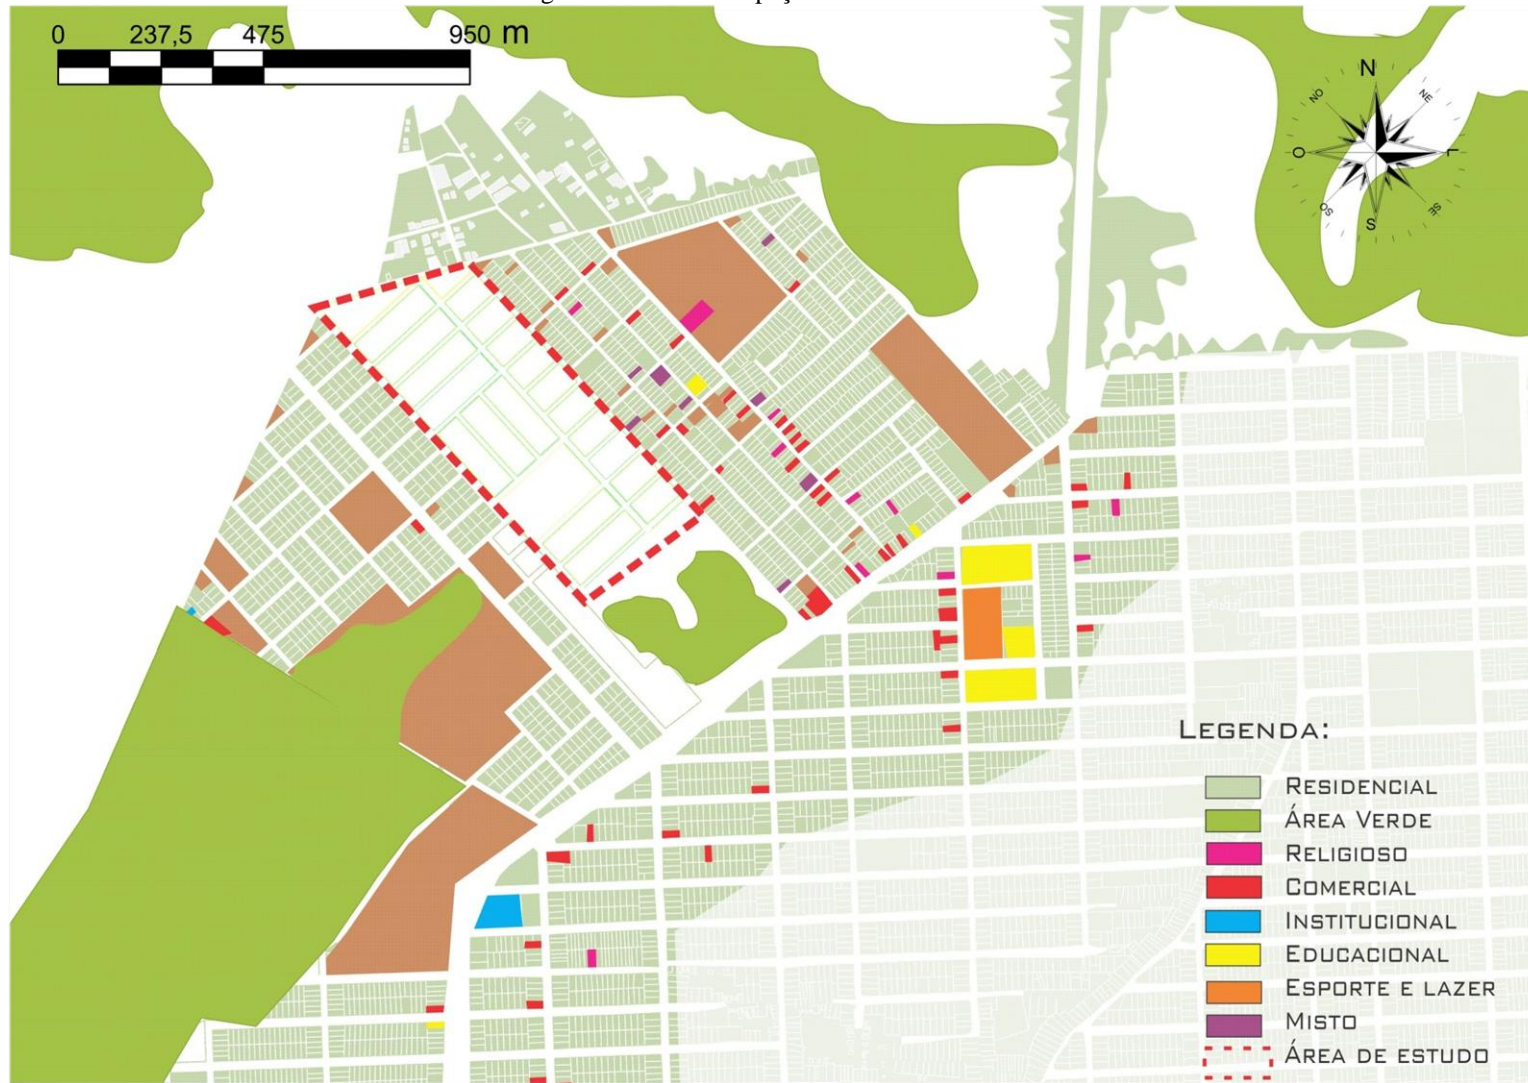 0 237,5 475 950 m
N
NO NE
O L
SO SE
S
LEGENDA:
RESIDENCIAL
ÁREA VERDE
RELIGIOSO
COMERCIAL
INSTITUCIONAL
EDUCACIONAL
ESPORTE E LAZER
MISTO
ÁREA DE ESTUDO